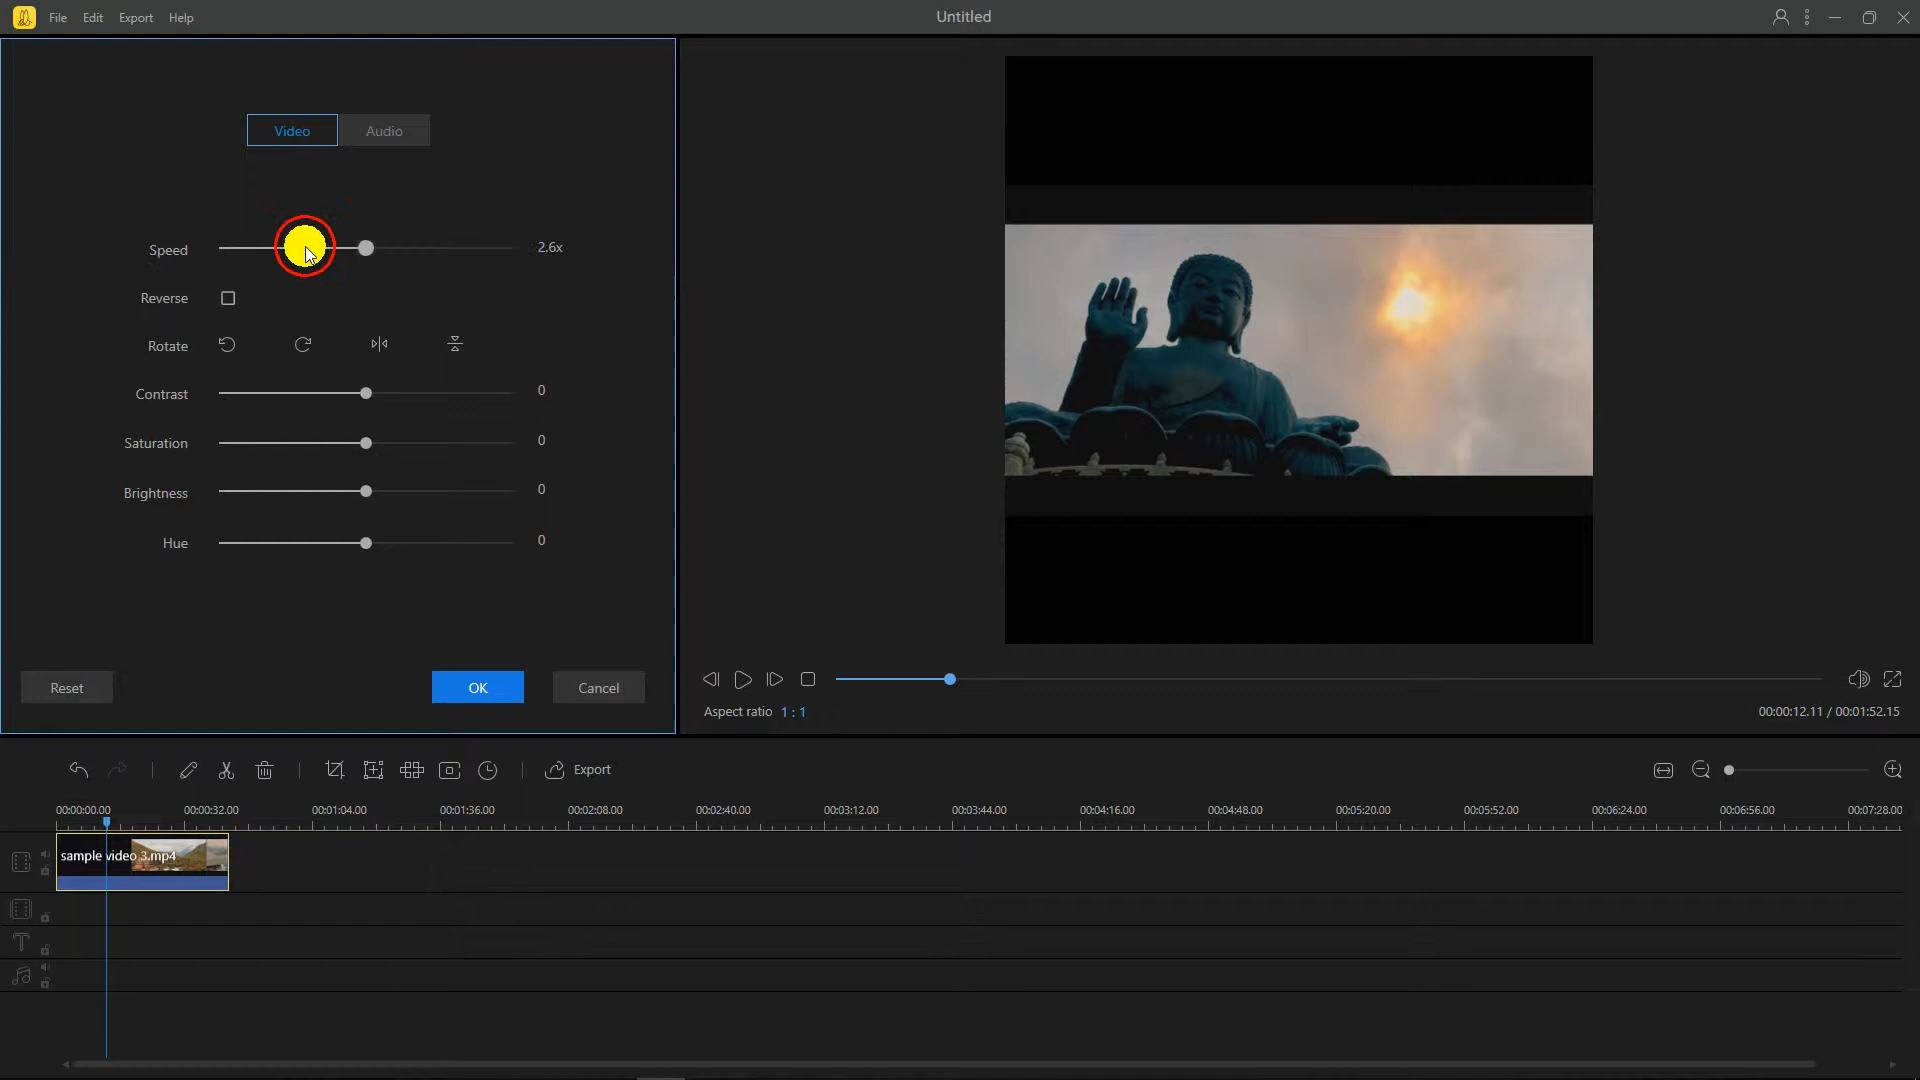 File Edit Export Help
Untitled
Video Audio
Speed 2.6x
Reverse
Rotate
Contrast 0
Saturation 0
Brightness 0
Hue 0
Reset OK Cancel
Aspect ratio 1 : 1
00:00:12.11 / 00:01:52.15
Export
00:00:00.00 00:00:32.00 00:01:04.00 00:01:36.00 00:02:08.00 00:02:40.00 00:03:12.00 00:03:44.00 00:04:16.00 00:04:48.00 00:05:20.00 00:05:52.00 00:06:24.00 00:06:56.00 00:07:28.00
sample video 3.mp4